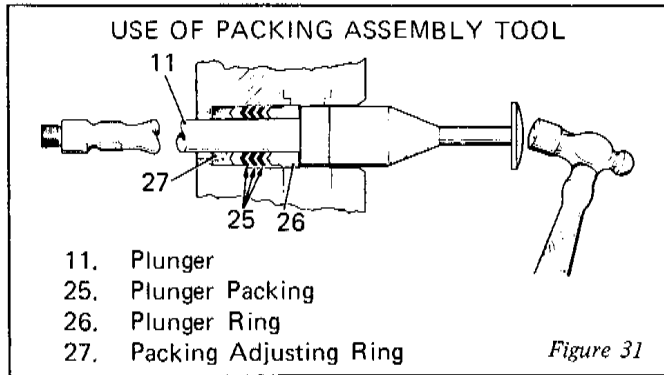 USE OF PACKING ASSEMBLY TOOL
11
27
25
26
11. Plunger
25. Plunger Packing
26. Plunger Ring
27. Packing Adjusting Ring
Figure 31